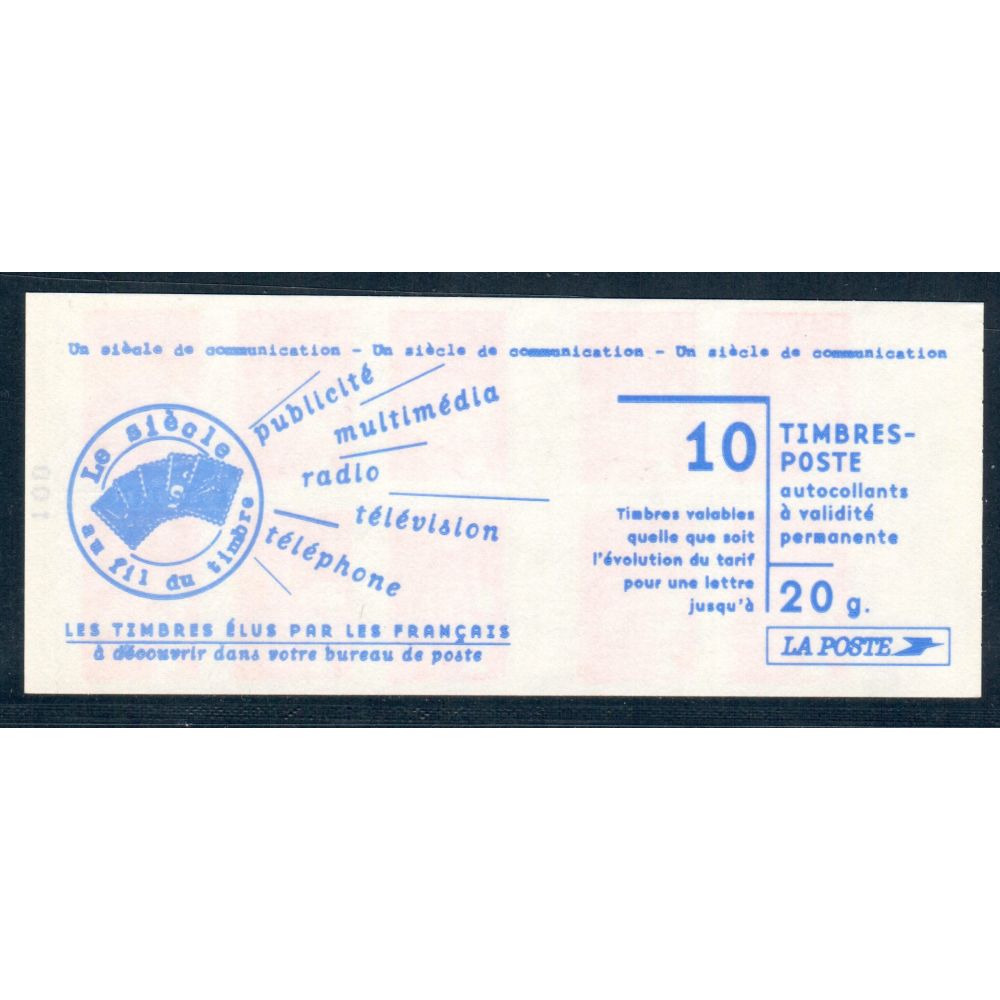 Un siècle de communication - Un siècle de communication - Un siècle de communication
Le siècle
au fil du timbre
publicité
multimédia
radio
télévision
téléphone
LES TIMBRES ÉLUS PAR LES FRANÇAIS
à découvrir dans votre bureau de poste
10
Timbres valables
quelle que soit
l'évolution du tarif
pour une lettre
jusqu'à
TIMBRES-
POSTE
autocollants
à validité
permanente
20 g.
LA POSTE